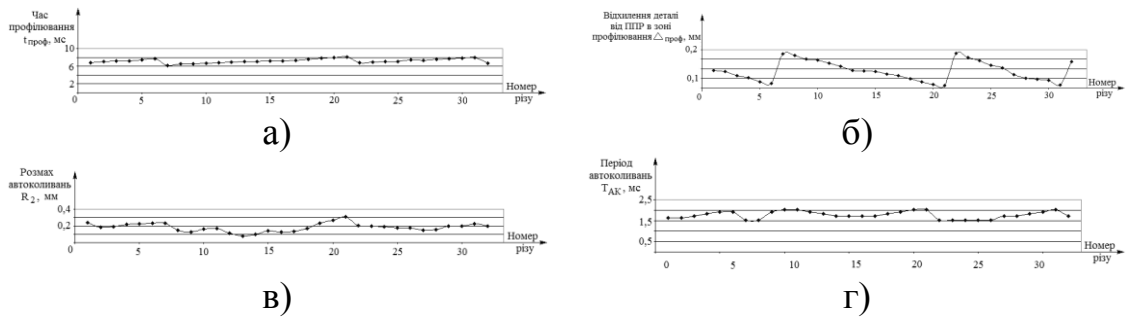 Час
профілювання
tпроф, мс
10
6
2
0
5
10
15
20
25
30
Номер
різу
а)
Відхилення деталі
від ППР в зоні
профілювання △проф, мм
0,2
0,1
0
5
10
15
20
25
30
Номер
різу
б)
Розмах
автоколивань
R2, мм
0,4
0,2
0
5
10
15
20
25
30
Номер
різу
в)
Період
автоколивань
TАК, мс
2,5
1,5
0,5
0
5
10
15
20
25
30
Номер
різу
г)